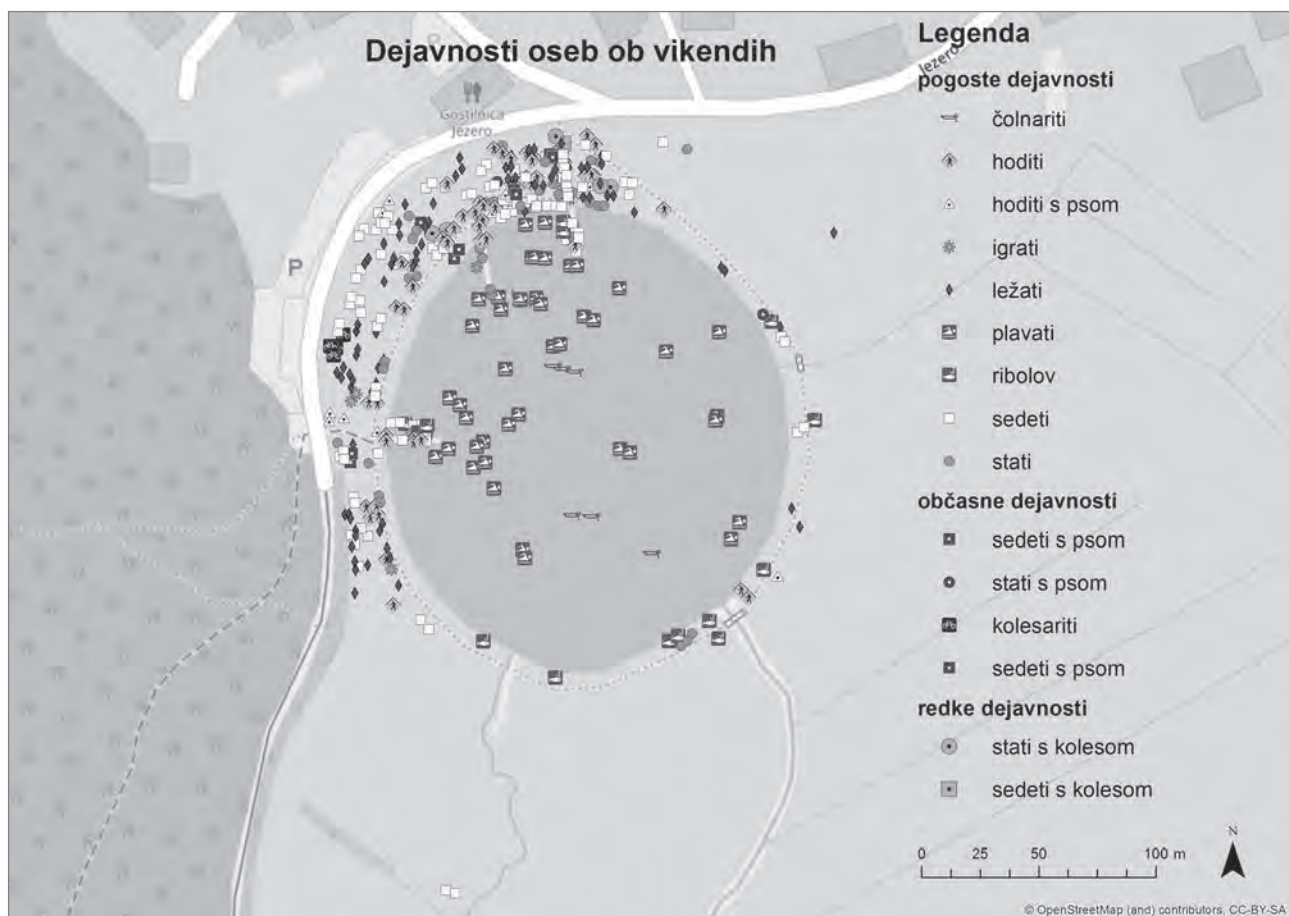 Dejavnosti oseb ob vikendih
Gostilnica
Jezero
Jezero
P
P
Legenda
pogoste dejavnosti
čolnariti
hoditi
hoditi s psom
igrati
ležati
plavati
ribolov
sedeti
stati
občasne dejavnosti
sedeti s psom
stati s psom
kolesariti
sedeti s psom
redke dejavnosti
stati s kolesom
sedeti s kolesom
N
0 25 50 100 m
© OpenStreetMap (and) contributors, CC-BY-SA